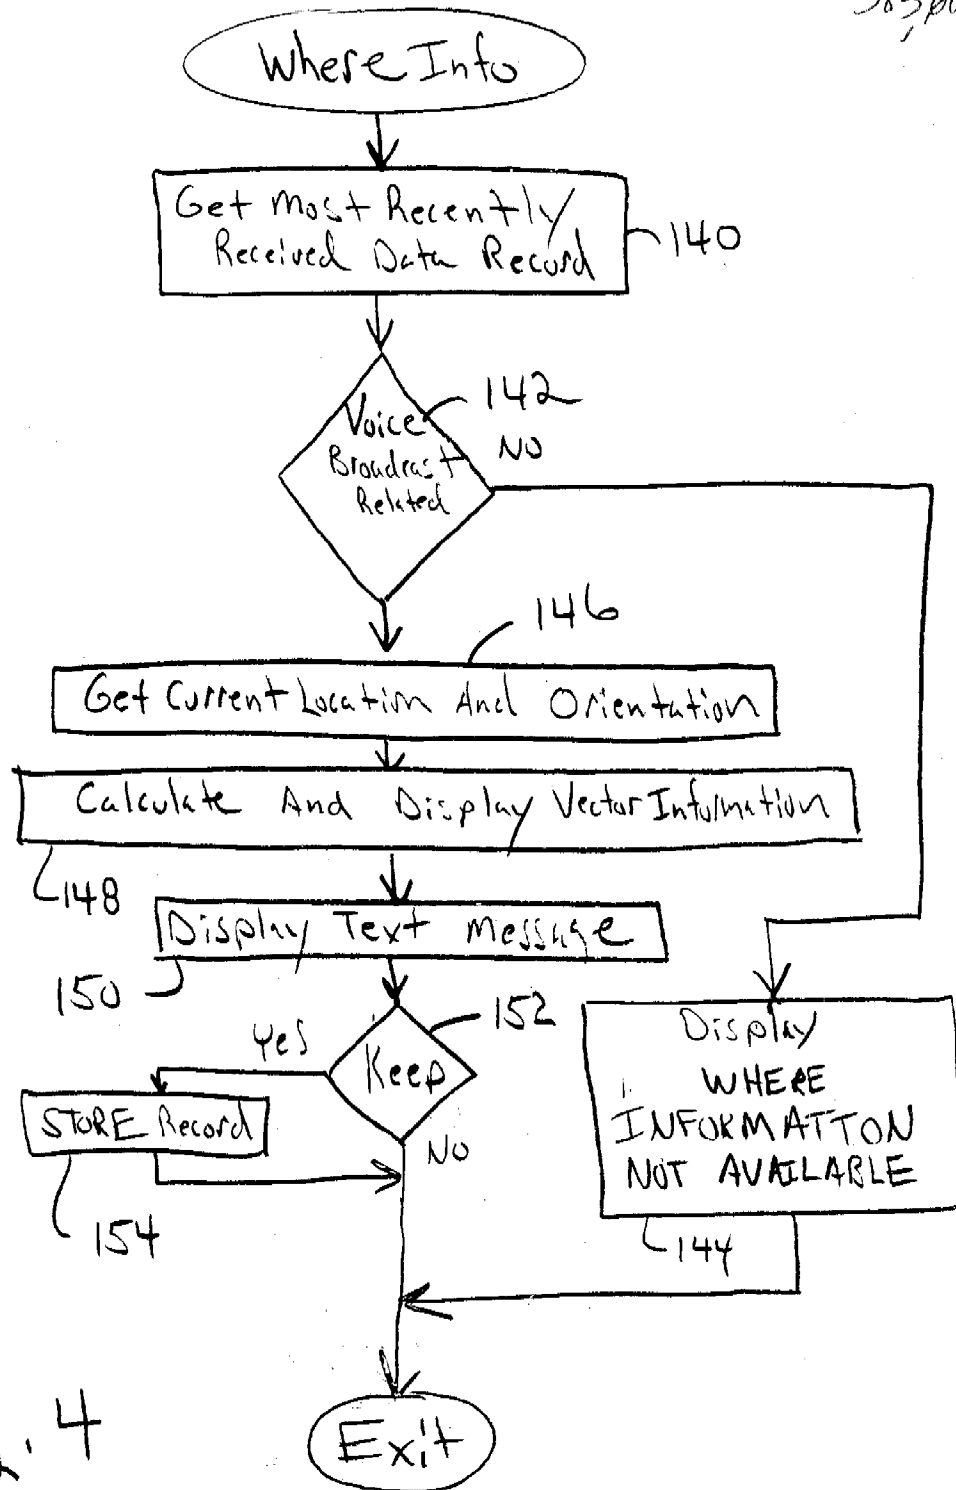 Where Info
Get Most Recently
Received Data Record
140
142
Voice
Broadcast
Related
NO
146
Get Current Location And Orientation
Calculate And Display Vector Information
148
Display Text Message
150
152
Yes
Keep
NO
STORE Record
154
Display
WHERE
INFORMATION
NOT AVAILABLE
144
Exit
. 4